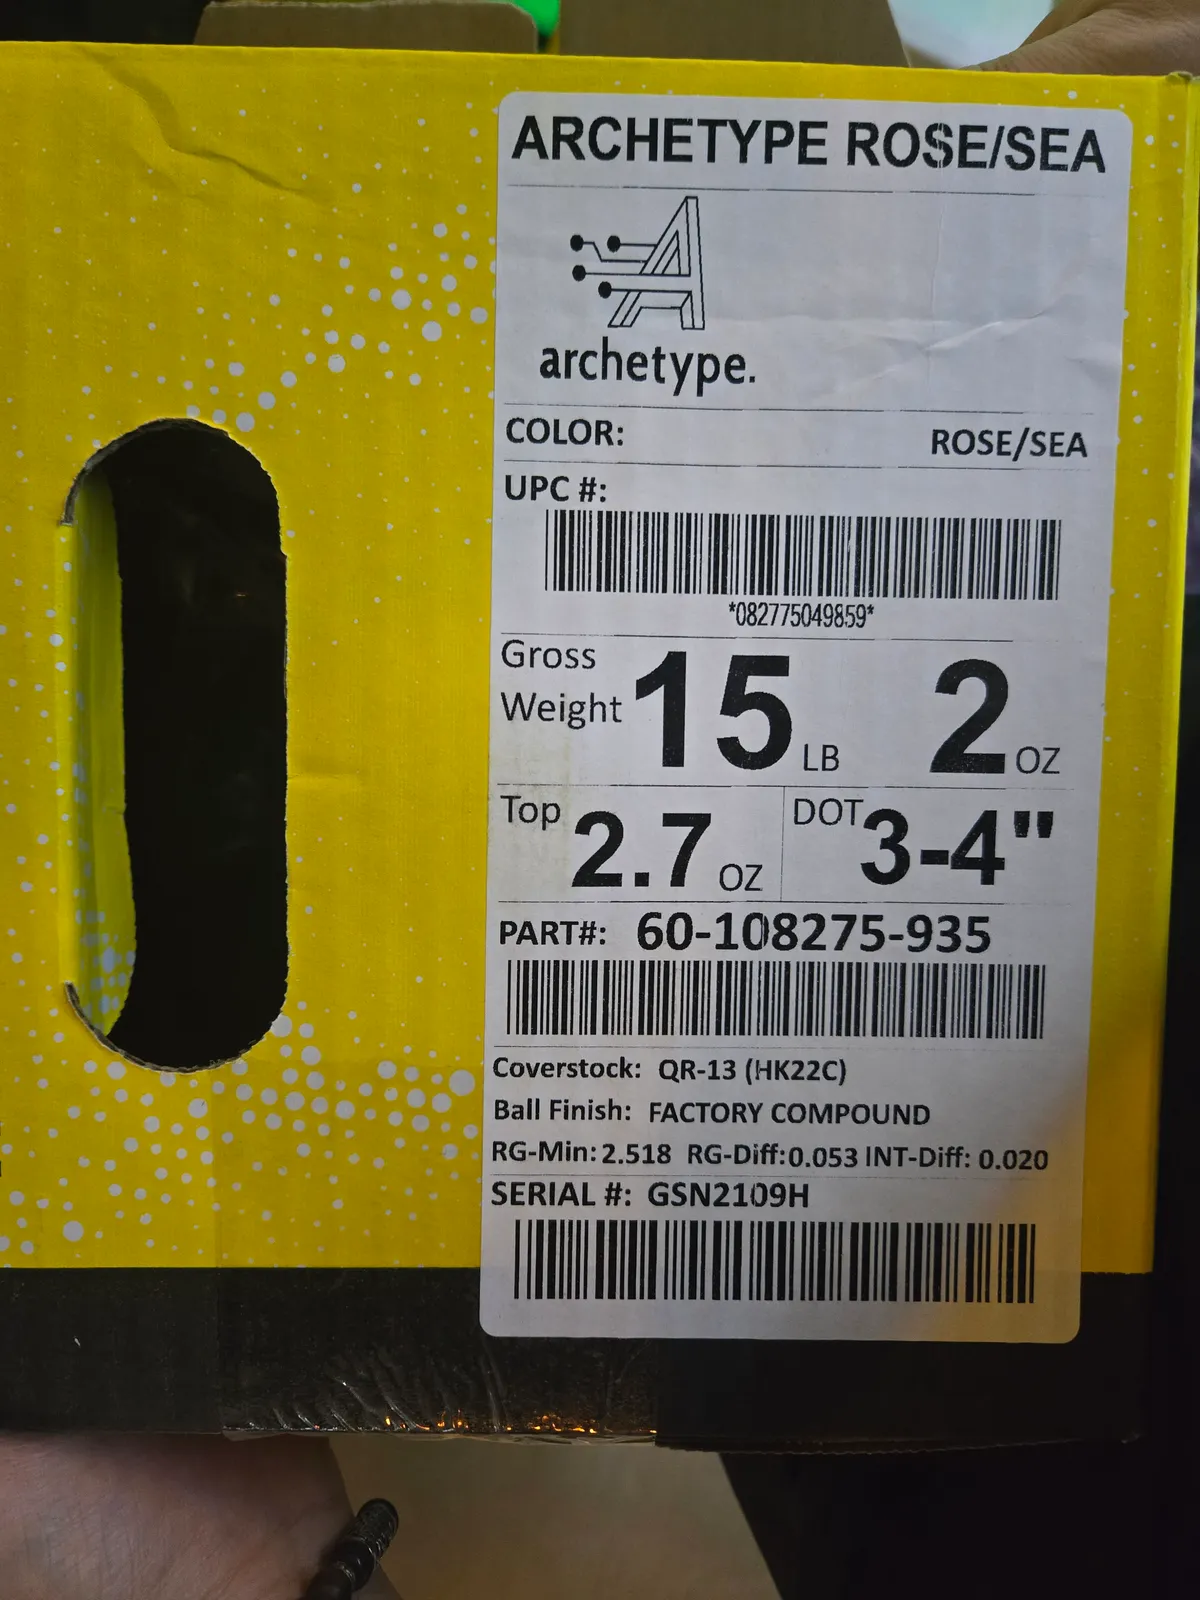 ARCHETYPE ROSE/SEA
archetype.
COLOR: ROSE/SEA
UPC #:
*082775049859*
Gross Weight 15 LB 2 OZ
Top 2.7 OZ DOT 3-4"
PART#: 60-108275-935
Coverstock: QR-13 (HK22C)
Ball Finish: FACTORY COMPOUND
RG-Min: 2.518 RG-Diff: 0.053 INT-Diff: 0.020
SERIAL #: GSN2109H